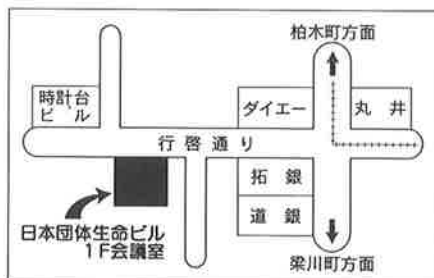 柏木町方面
時計台
ビル
ダイエー
丸井
行啓通り
拓銀
道銀
日本団体生命ビル
1F会議室
梁川町方面